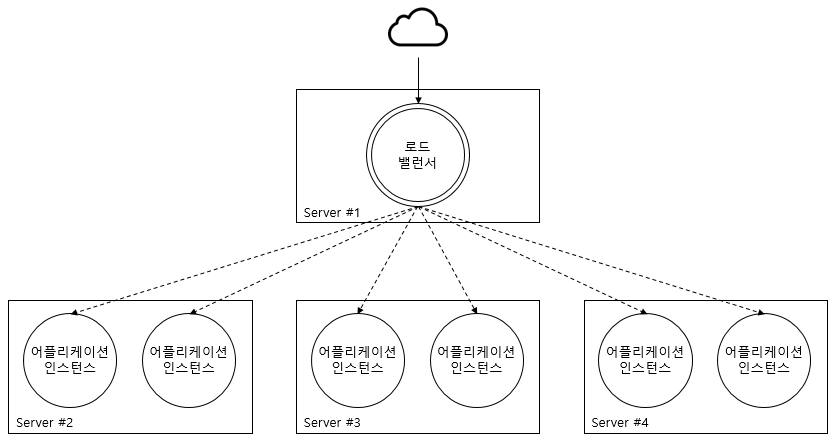 로드
밸런서
Server #1
어플리케이션
인스턴스
어플리케이션
인스턴스
Server #2
어플리케이션
인스턴스
어플리케이션
인스턴스
Server #3
어플리케이션
인스턴스
어플리케이션
인스턴스
Server #4